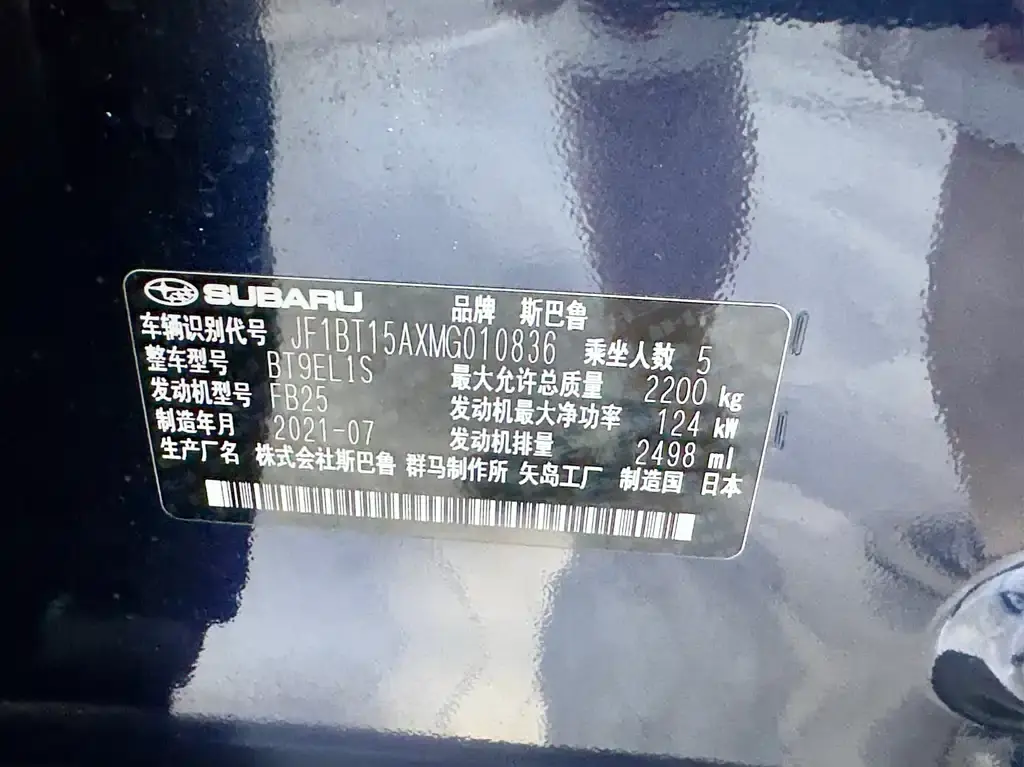 SUBARU 品牌 斯巴鲁
车辆识别代号 JF1BT15AXMG010836 乘坐人数 5
整车型号 BT9EL1S 最大允许总质量 2200 kg
发动机型号 FB25 发动机最大净功率 124 kW
制造年月 2021-07 发动机排量 2498 ml
生产厂名 株式会社斯巴鲁 群马制作所 矢岛工厂 制造国 日本